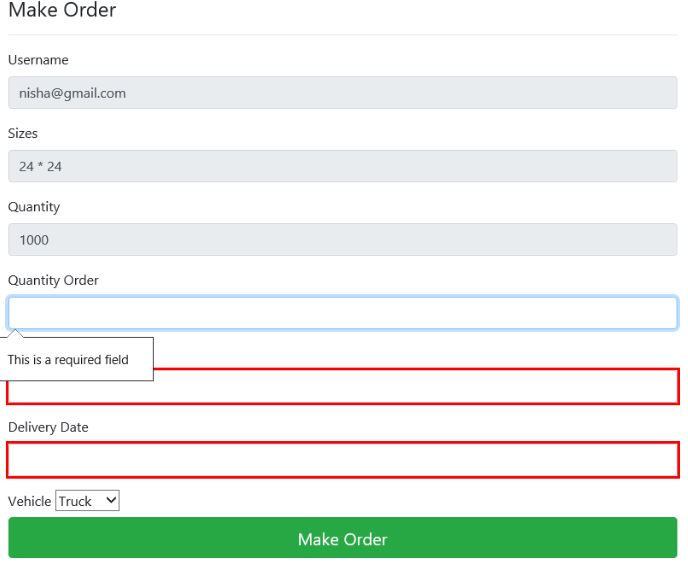 Make Order
Username
nisha@gmail.com
Sizes
24 * 24
Quantity
1000
Quantity Order
This is a required field
Delivery Date
Vehicle Truck
Make Order